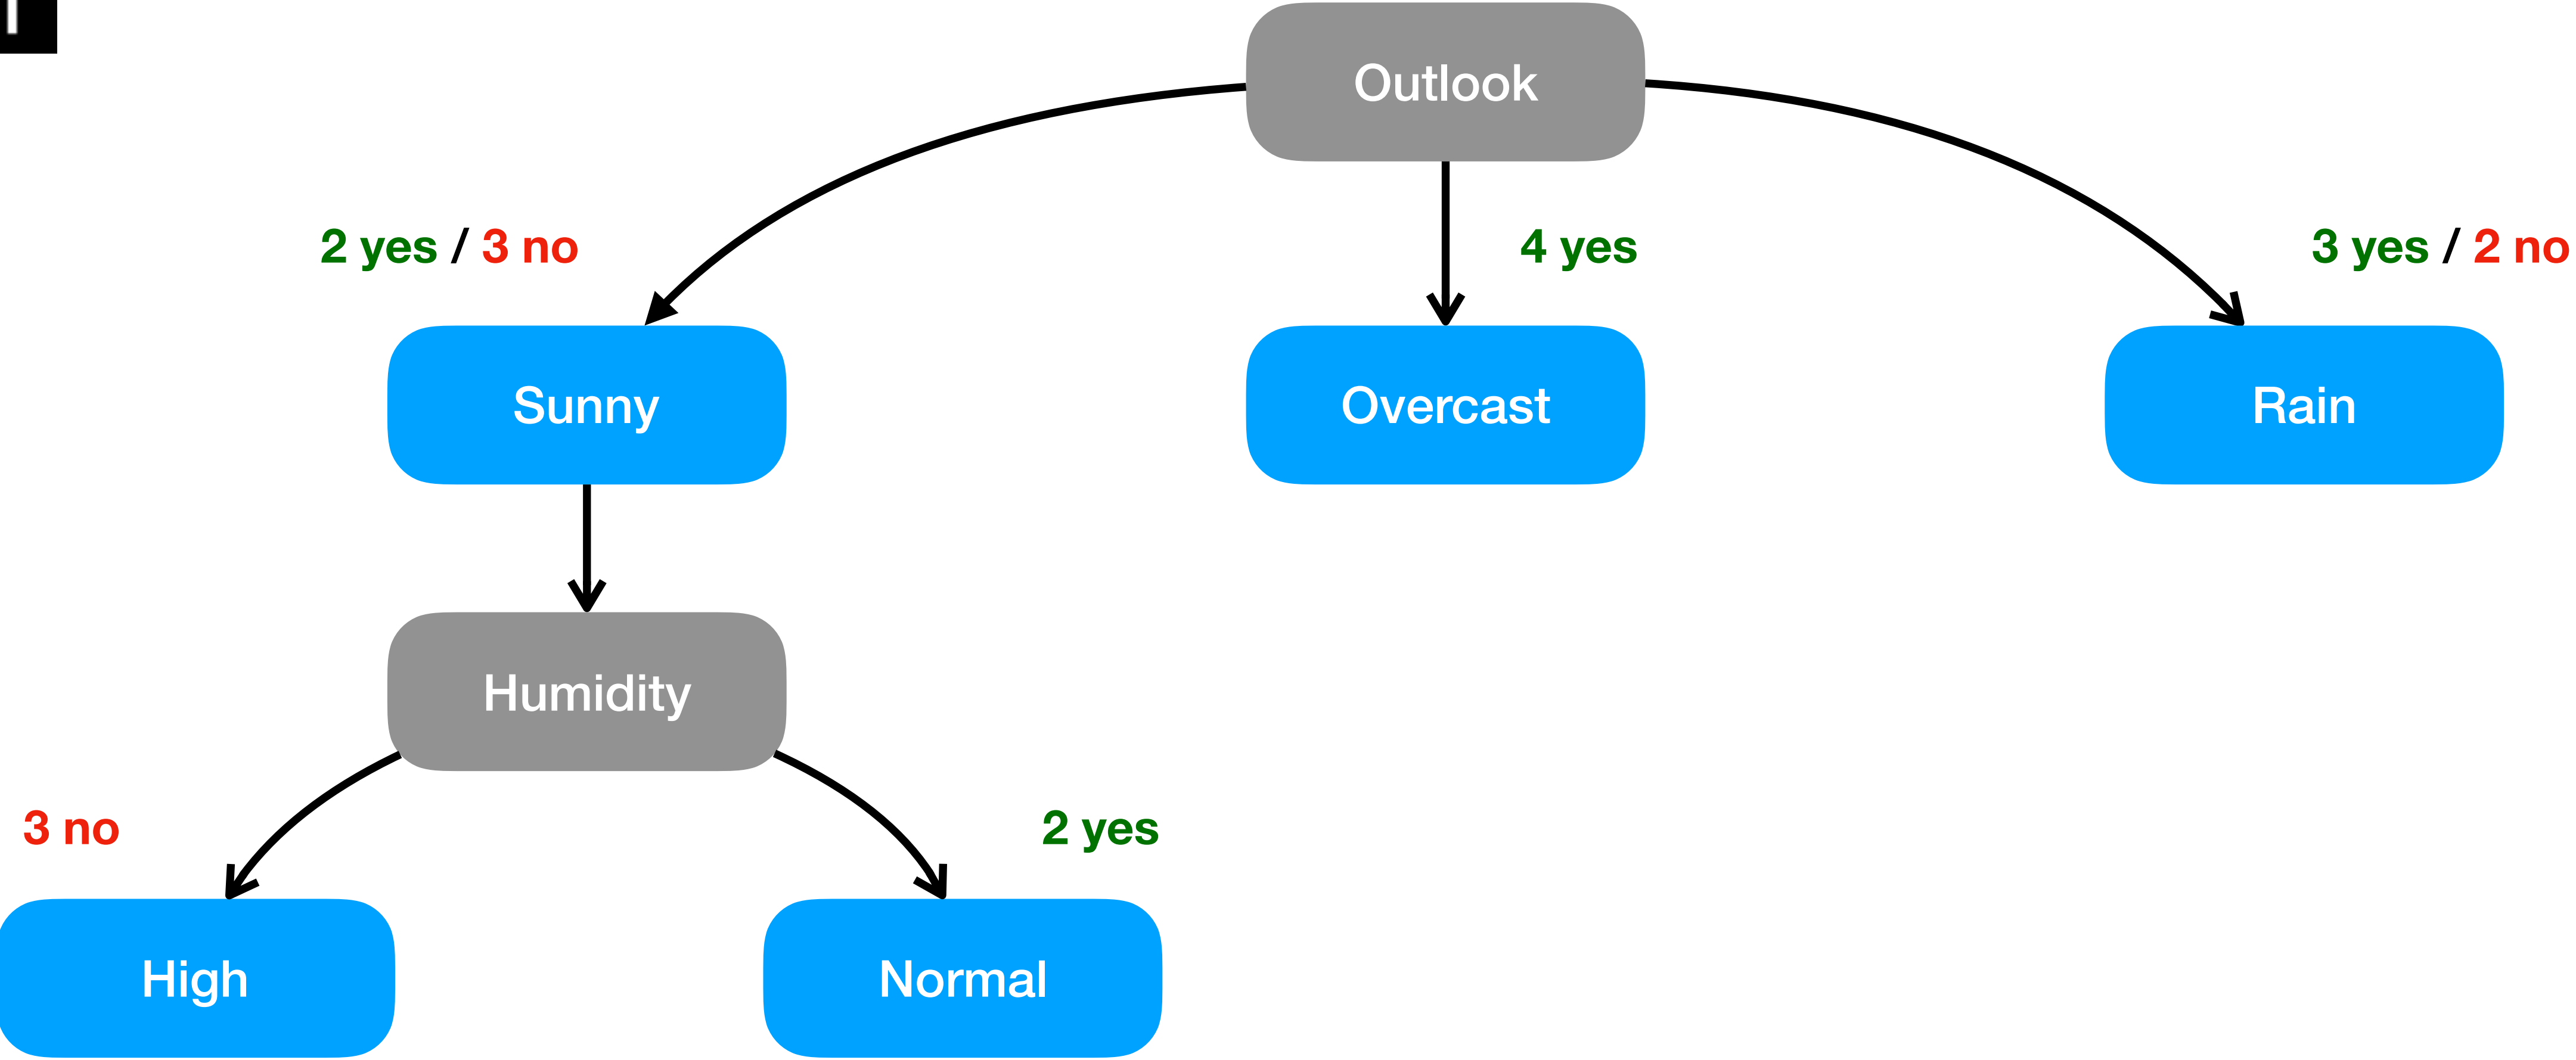 Outlook
2 yes / 3 no
4 yes
3 yes / 2 no
Sunny
Overcast
Rain
Humidity
3 no
2 yes
High
Normal